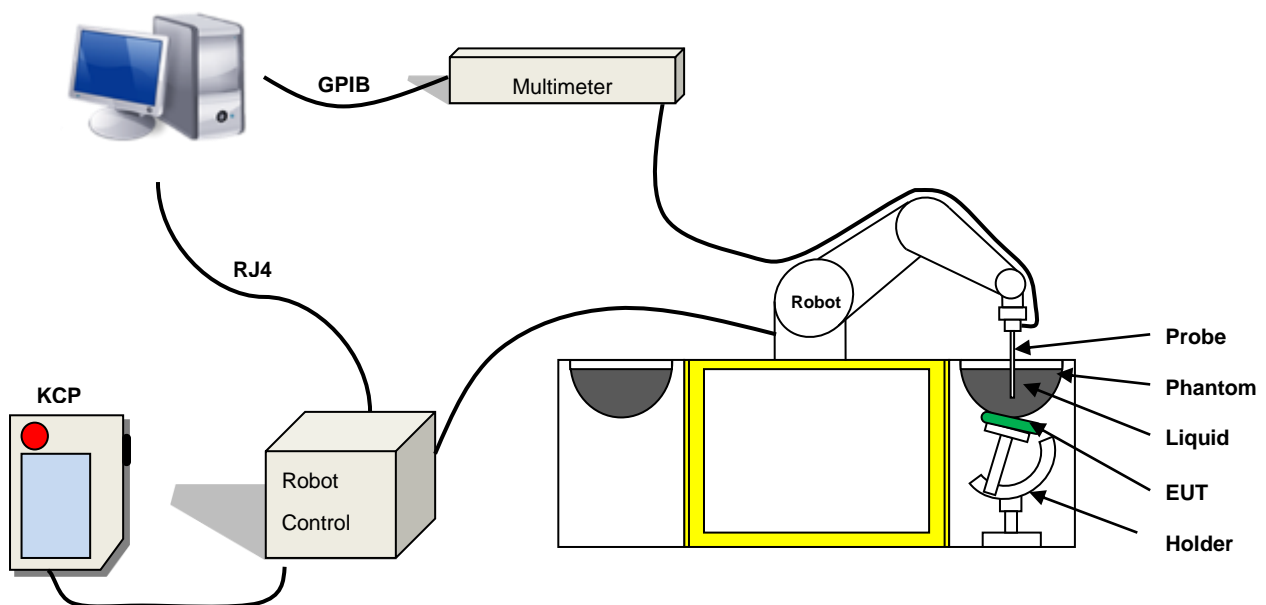 GPIB
Multimeter
RJ4
Robot
Probe
Phantom
KCP
Liquid
Robot
Control
EUT
Holder